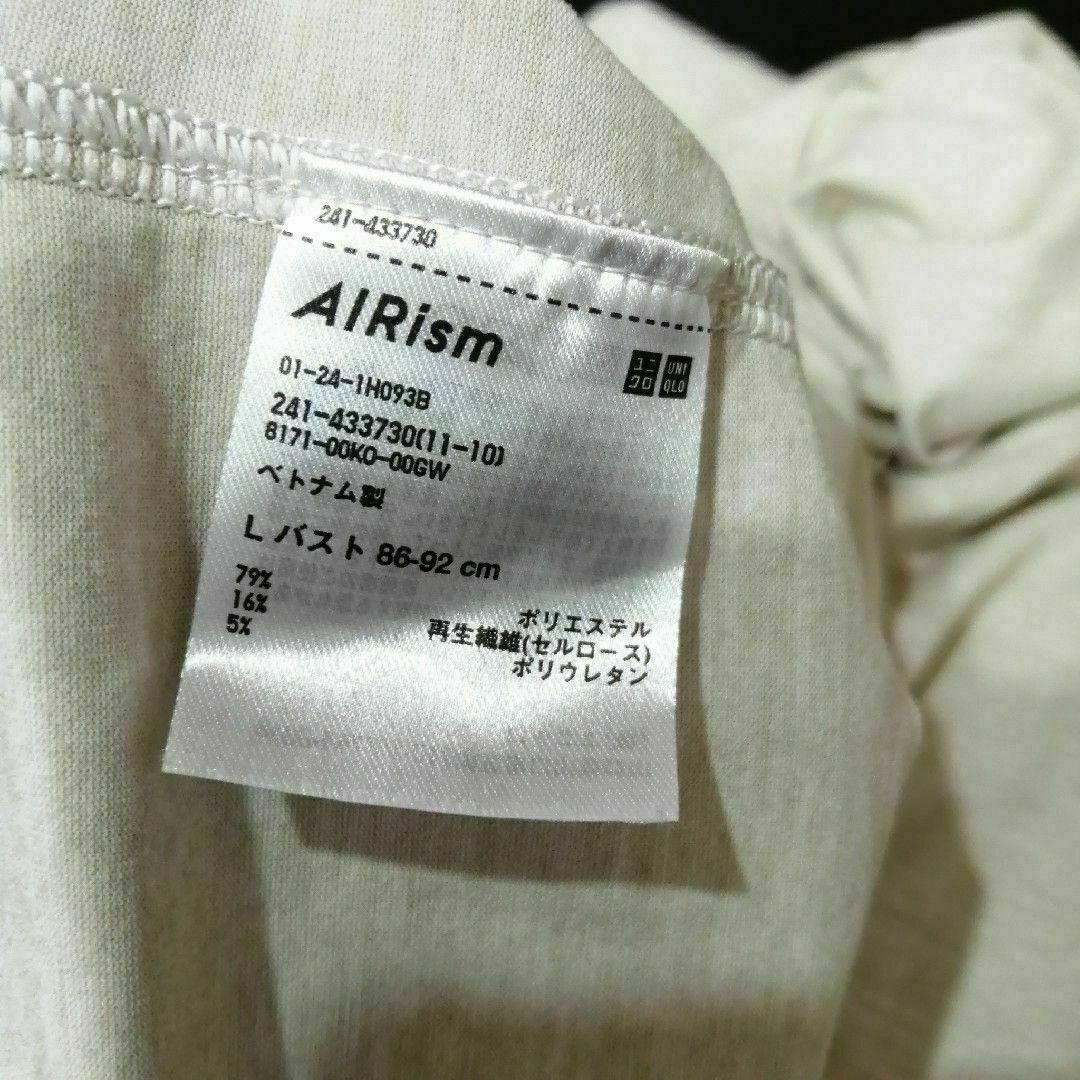 241-433730
AIRism
ユニ
クロ
UNI
QLO
01-24-1H093B
241-433730(11-10)
8171-00K0-00GW
ベトナム製
L バスト 86-92 cm
79% ポリエステル
16% 再生繊維(セルロース)
5% ポリウレタン